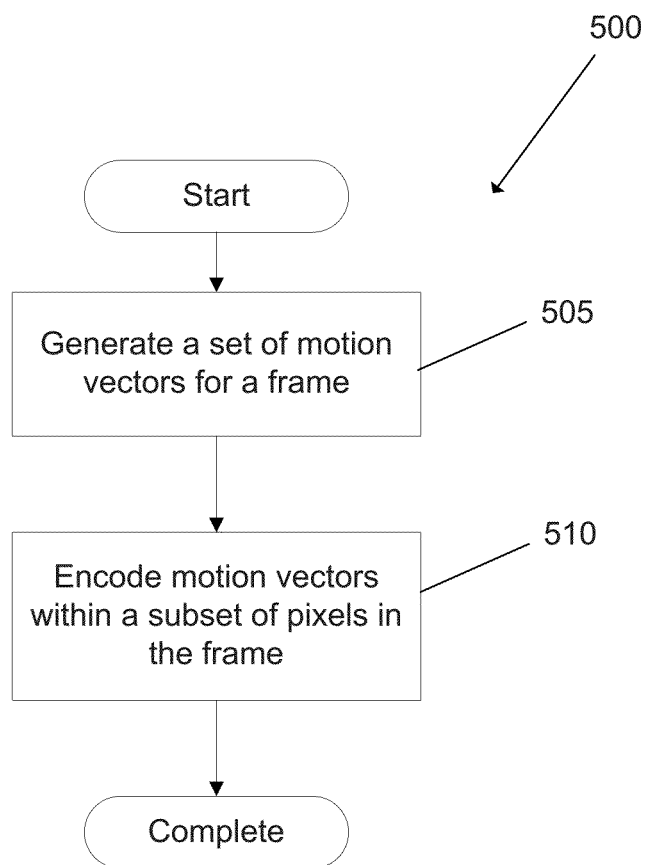 500
Start
505
Generate a set of motion
vectors for a frame
510
Encode motion vectors
within a subset of pixels in
the frame
Complete